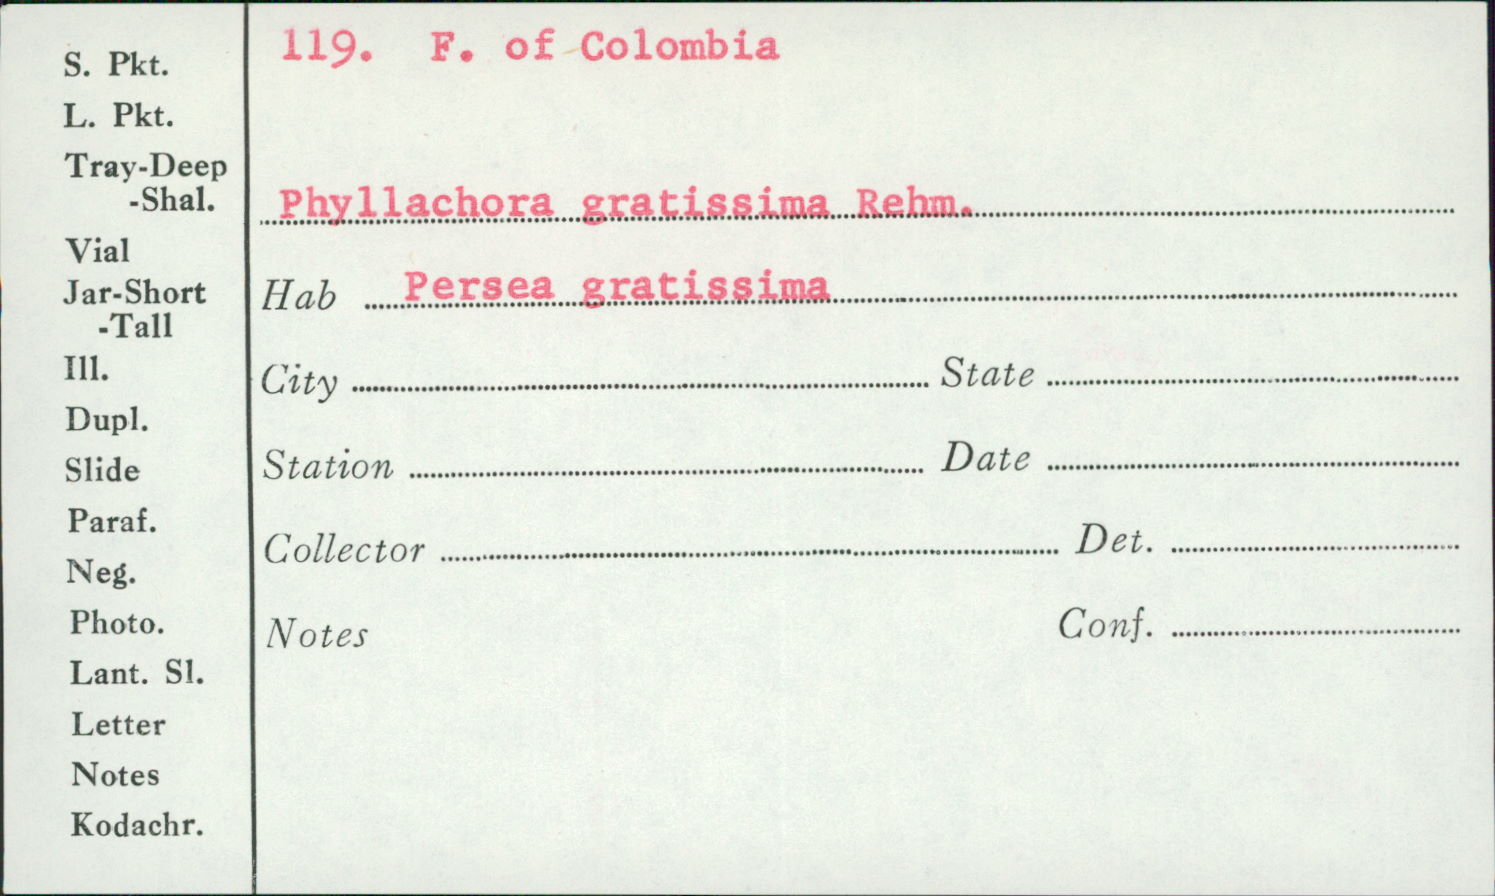 S. Pkt.
L. Pkt.
Tray-Deep
-Shal.
Vial
Jar-Short
-Tall
Ill.
Dupl.
Slide
Paraf.
Neg.
Photo.
Lant. Sl.
Letter
Notes
Kodachr.
119. F. of Colombia
Phyllachora gratissima Rehm.
Hab Persea gratissima
City State
Station Date
Collector Det.
Notes Conf.